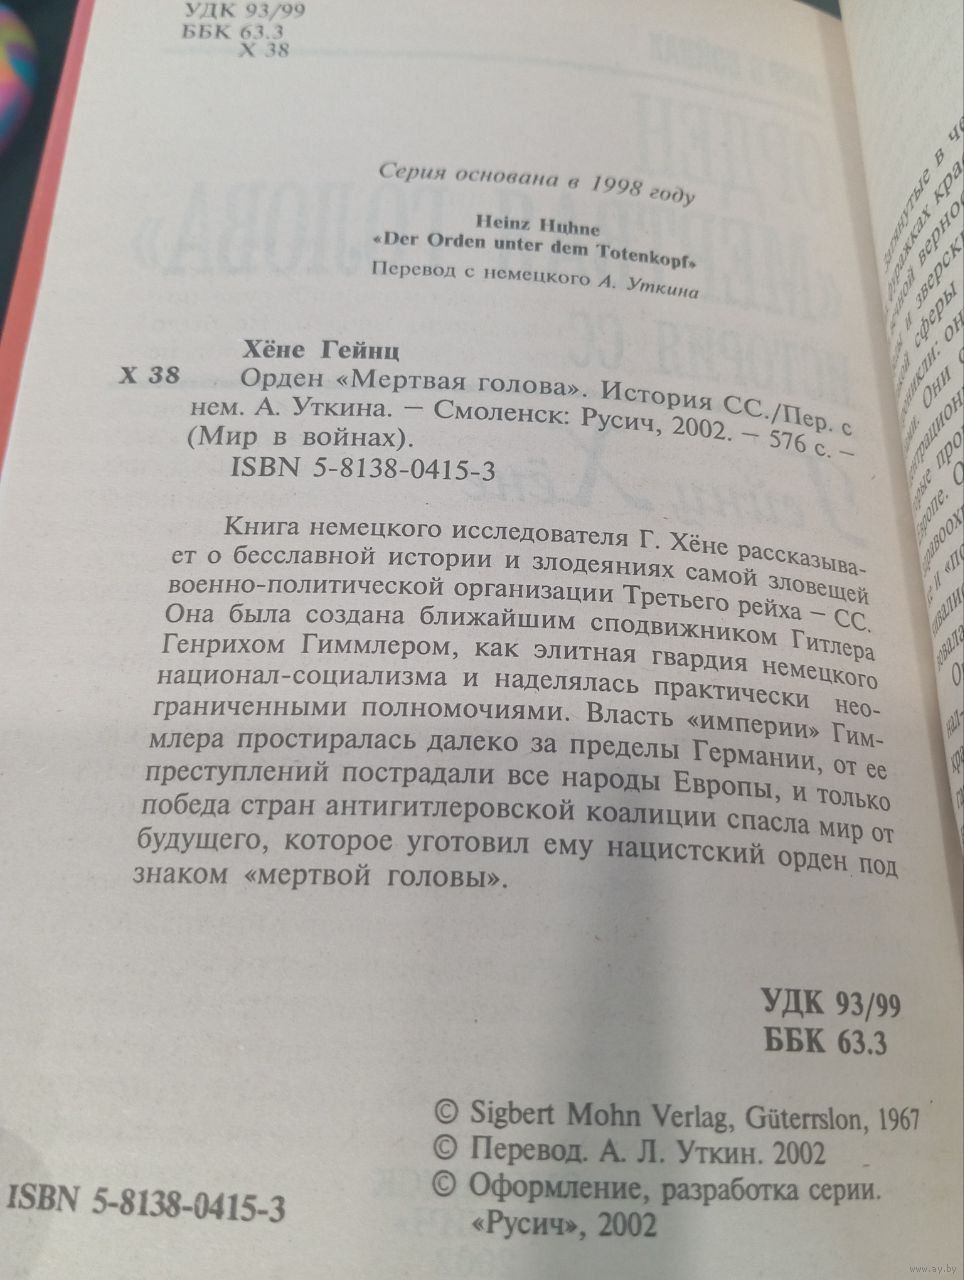 УДК 93/99
ББК 63.3
Х 38
Серия основана в 1998 году
Heinz Huhne
«Der Orden unter dem Totenkopf»
Перевод с немецкого А. Уткина
Хёне Гейнц
Х 38
Орден «Мертвая голова». История СС./Пер. с
нем. А. Уткина. — Смоленск: Русич, 2002. — 576 с. —
(Мир в войнах).
ISBN 5-8138-0415-3
Книга немецкого исследователя Г. Хёне рассказыва-
ет о бесславной истории и злодеяниях самой зловещей
военно-политической организации Третьего рейха — СС.
Она была создана ближайшим сподвижником Гитлера
Генрихом Гиммлером, как элитная гвардия немецкого
национал-социализма и наделялась практически нео-
граниченными полномочиями. Власть «империи» Гим-
млера простиралась далеко за пределы Германии, от ее
преступлений пострадали все народы Европы, и только
победа стран антигитлеровской коалиции спасла мир от
будущего, которое уготовил ему нацистский орден под
знаком «мертвой головы».
УДК 93/99
ББК 63.3
© Sigbert Mohn Verlag, Güterrslon, 1967
© Перевод. А. Л. Уткин. 2002
© Оформление, разработка серии.
«Русич», 2002
ISBN 5-8138-0415-3
www.ay.by